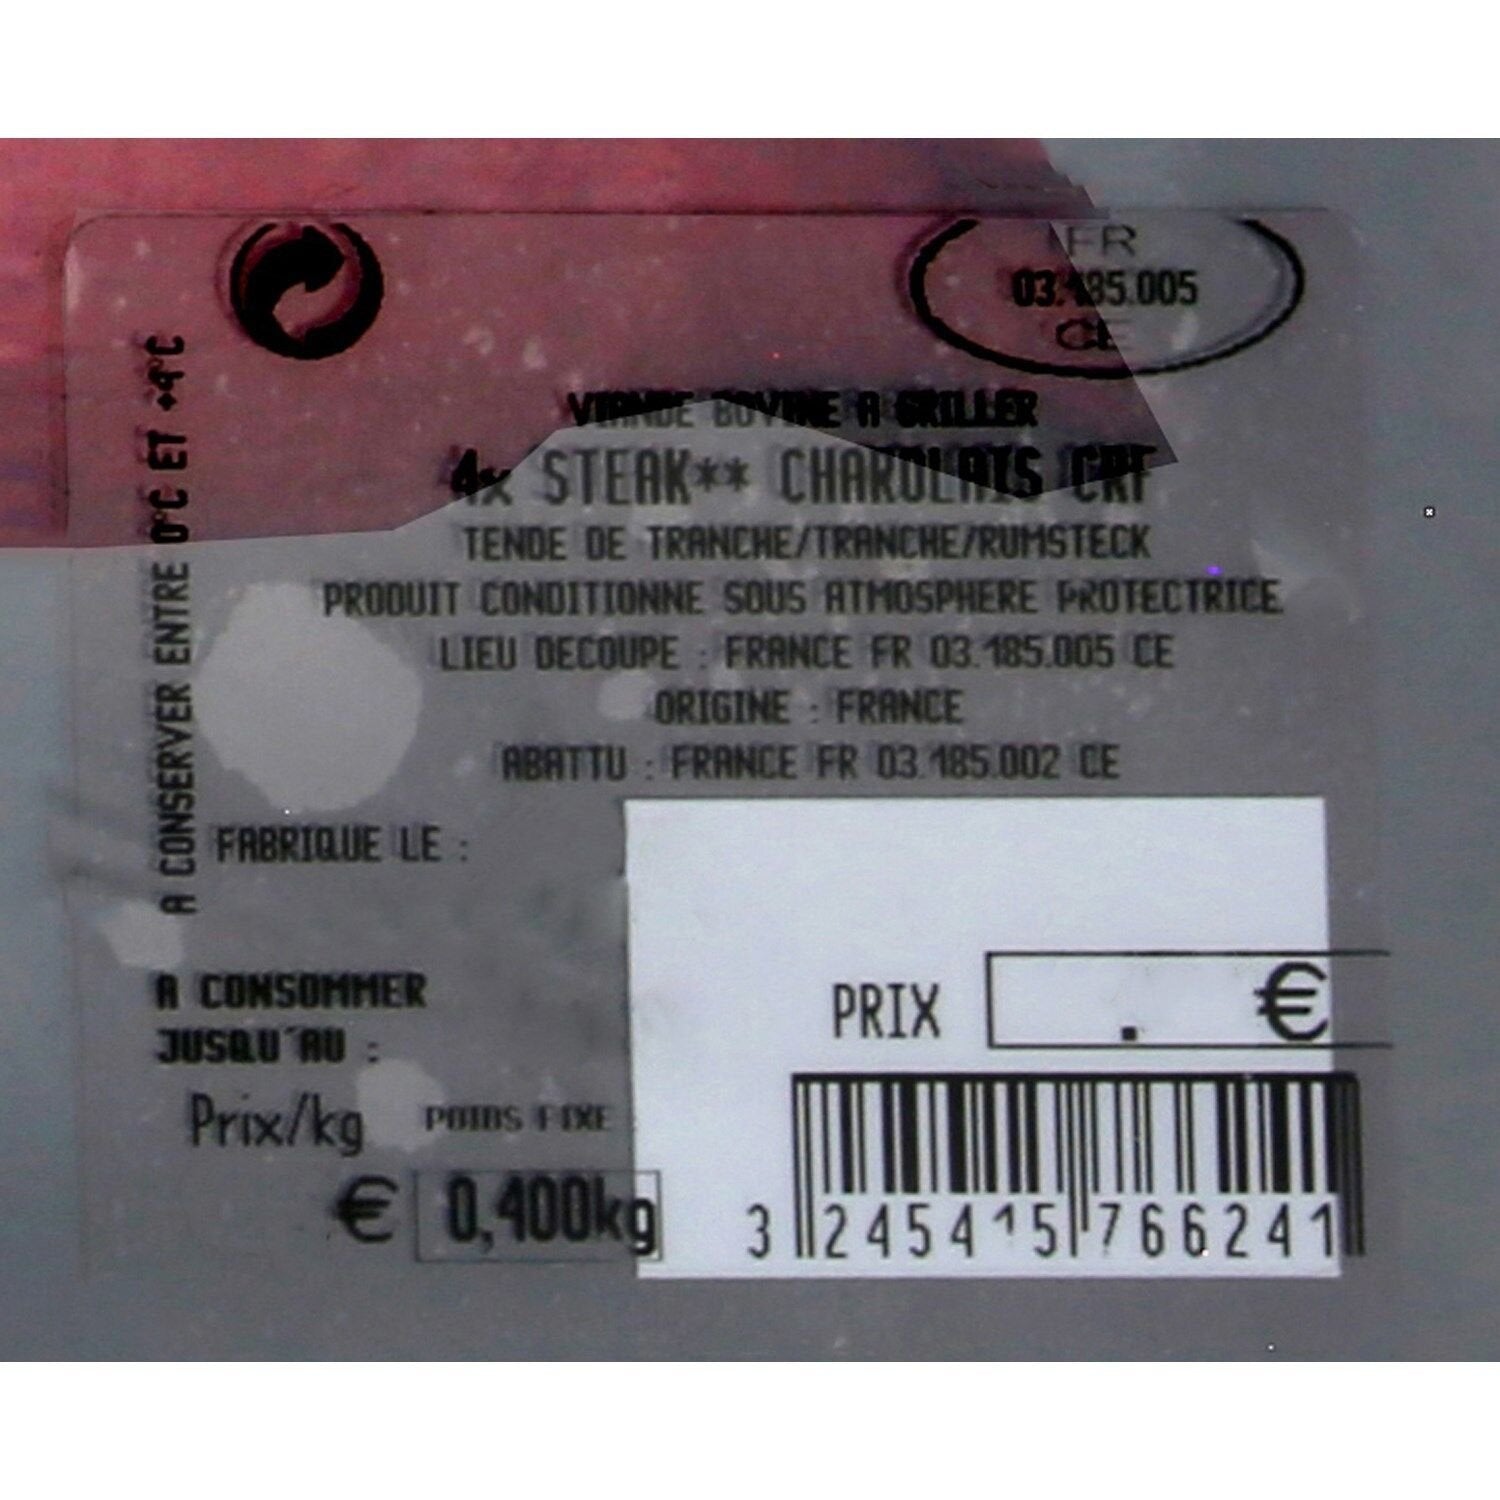 FR
03.185.005
CE
VIANDE BOVINE A GRILLER
4x STEAK** CHAROLAIS CRF
TENDE DE TRANCHE/TRANCHE/RUMSTECK
PRODUIT CONDITIONNE SOUS ATMOSPHERE PROTECTRICE
LIEU DECOUPE : FRANCE FR 03.185.005 CE
ORIGINE : FRANCE
ABATTU : FRANCE FR 03.185.002 CE
A CONSERVER ENTRE 0°C ET +4°C
FABRIQUE LE :
A CONSOMMER
JUSQU'AU :
PRIX . €
Prix/kg POIDS FIXE
€ 0,400kg
3 245415 766241